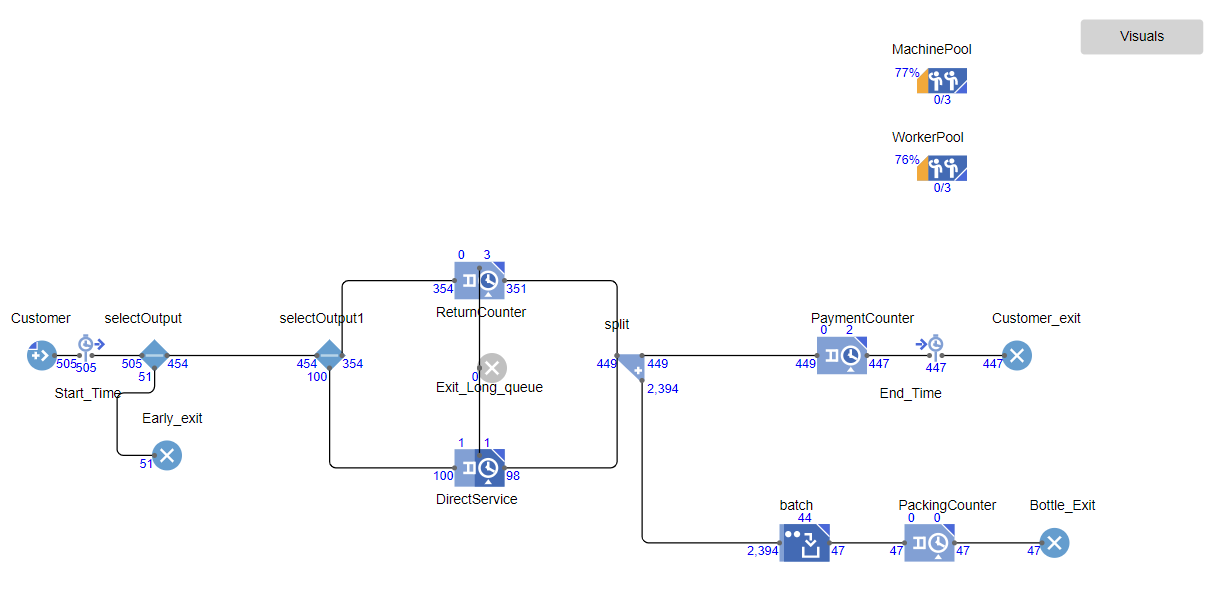 Visuals
MachinePool
77%
0/3
WorkerPool
76%
0/3
0 3
354 351
ReturnCounter
Customer selectOutput selectOutput1 split PaymentCounter Customer_exit
0 2
505 505 505 454 454 354 449 449 449 447 447 447
51 100
Exit_Long_queue
0
2,394
Start_Time End_Time
Early_exit
51
1 1
100 98
DirectService
batch PackingCounter Bottle_Exit
44 0 0
2,394 47 47 47 47